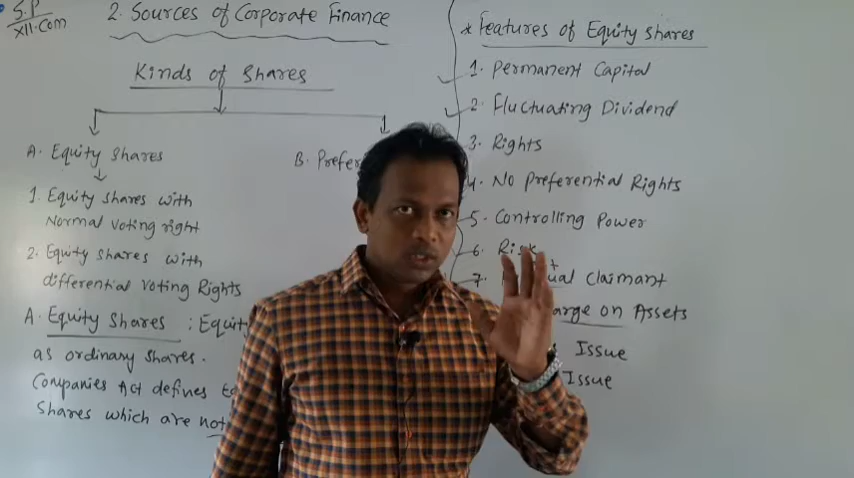 S.P
XII.Com
2. Sources of Corporate Finance
Kinds of Shares
A. Equity Shares
1. Equity shares with
Normal voting right
2. Equity shares with
differential voting Rights
A. Equity Shares : Equit
as ordinary shares.
Companies Act defines
Shares which are not
B. Prefer
* Features of Equity shares
1. Permanent Capital
2. Fluctuating Dividend
3. Rights
4. No preferential Rights
5. Controlling Power
6. Risk
7. ual Claimant
arge on Assets
Issue
Issue